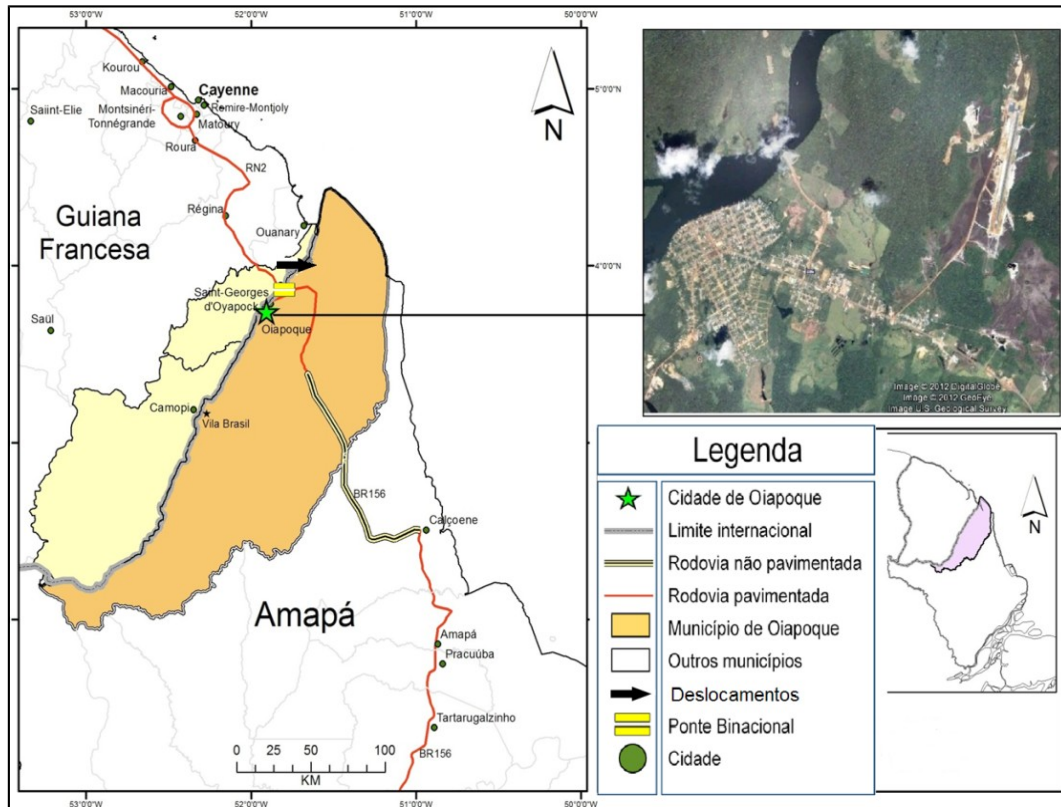 53°0'0"W
52°0'0"W
51°0'0"W
50°0'0"W
Kourou
Macouria
Cayenne
Saiint-Elie
Montsinéri-
Tonnégrande
Remire-Montjoly
Matoury
Roura
RN2
5°0'0"N
N
Guiana
Francesa
Régina
Ouanary
4°0'0"N
Saint-Georges
d'Oyapock
Oiapoque
Saül
Camopi
Vila Brasil
BR156
Calçoene
Amapá
Amapá
Pracuúba
Tartarugalzinho
BR156
0 25 50 100
KM
53°0'0"W
52°0'0"W
51°0'0"W
50°0'0"W
Image © 2012 DigitalGlobe
Image © 2012 GeoEye
Image U.S. Geological Survey
Legenda
Cidade de Oiapoque
Limite internacional
Rodovia não pavimentada
Rodovia pavimentada
Município de Oiapoque
Outros municípios
Deslocamentos
Ponte Binacional
Cidade
N